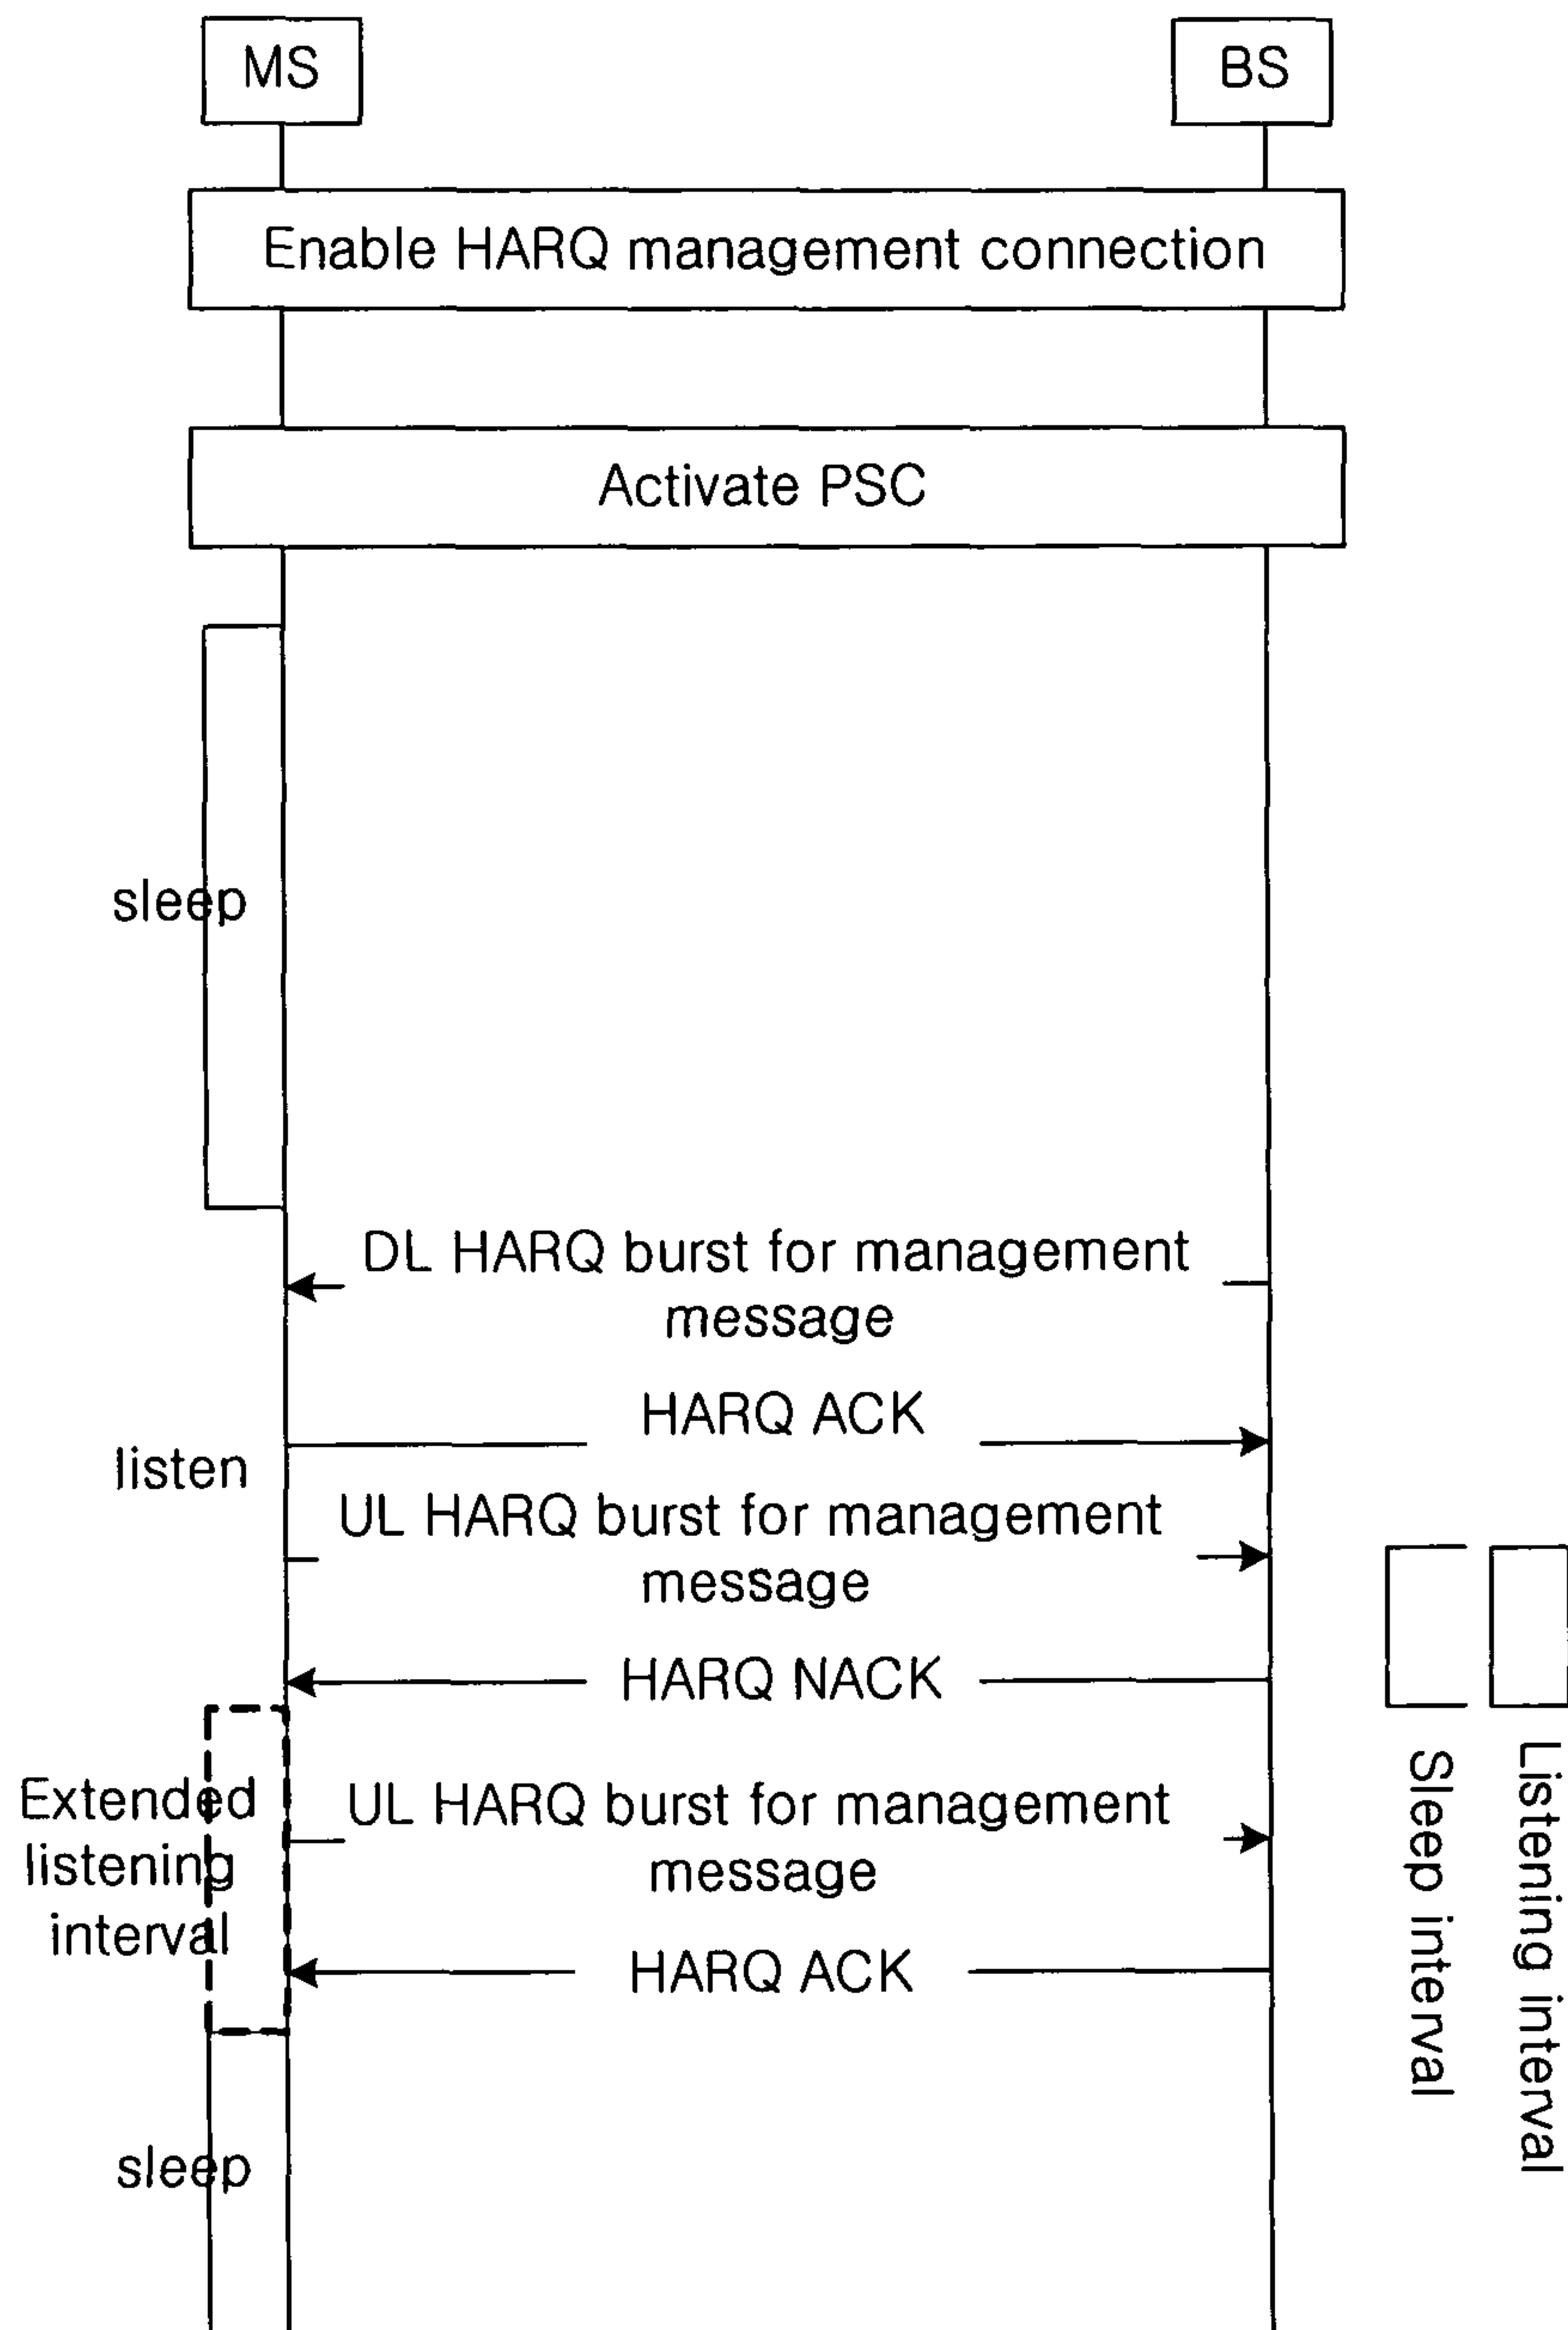 MS
BS
Enable HARQ management connection
Activate PSC
sleep
DL HARQ burst for management
message
HARQ ACK
listen
UL HARQ burst for management
message
HARQ NACK
Extended
listening
interval
UL HARQ burst for management
message
HARQ ACK
sleep
Sleep interval
Listening interval